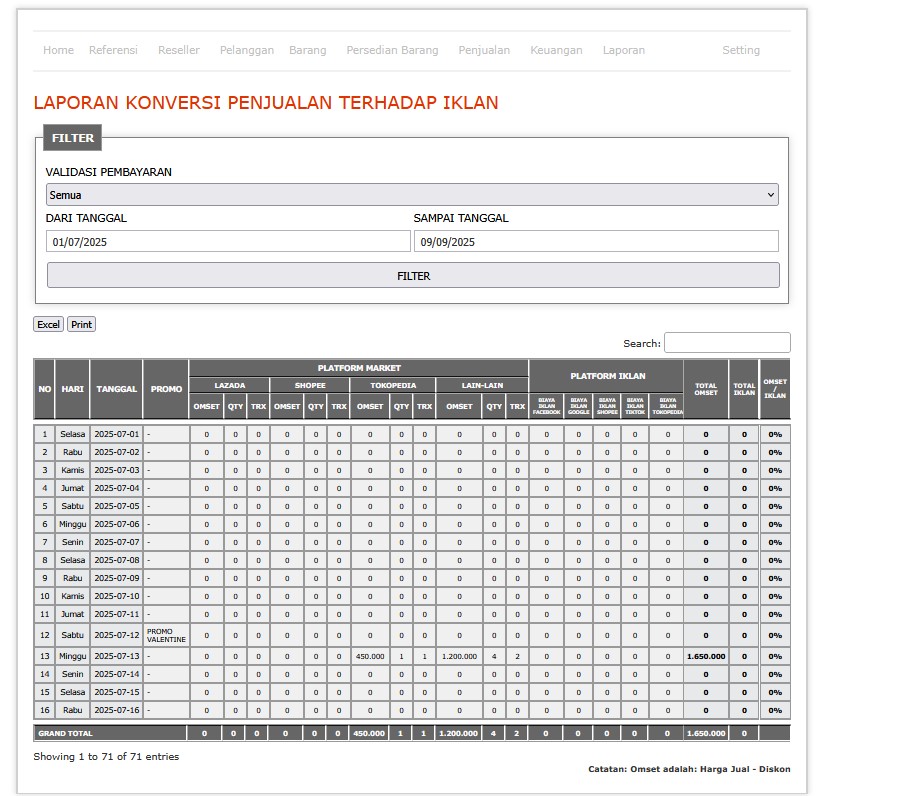 Home Referensi Reseller Pelanggan Barang Persedian Barang Penjualan Keuangan Laporan Setting
LAPORAN KONVERSI PENJUALAN TERHADAP IKLAN
FILTER
VALIDASI PEMBAYARAN
Semua
DARI TANGGAL SAMPAI TANGGAL
01/07/2025 09/09/2025
FILTER
Excel Print
Search:
PLATFORM MARKET
NO HARI TANGGAL PROMO LAZADA SHOPEE TOKOPEDIA LAIN-LAIN PLATFORM IKLAN TOTAL OMSET TOTAL IKLAN OMSET / IKLAN
OMSET QTY TRX OMSET QTY TRX OMSET QTY TRX OMSET QTY TRX BIAYA IKLAN FACEBOOK BIAYA IKLAN GOOGLE BIAYA IKLAN SHOPEE BIAYA IKLAN TIKTOK BIAYA IKLAN TOKOPEDIA
1 Selasa 2025-07-01 - 0 0 0 0 0 0 0 0 0 0 0 0 0 0 0 0 0 0 0 0%
2 Rabu 2025-07-02 - 0 0 0 0 0 0 0 0 0 0 0 0 0 0 0 0 0 0 0 0%
3 Kamis 2025-07-03 - 0 0 0 0 0 0 0 0 0 0 0 0 0 0 0 0 0 0 0 0%
4 Jumat 2025-07-04 - 0 0 0 0 0 0 0 0 0 0 0 0 0 0 0 0 0 0 0 0%
5 Sabtu 2025-07-05 - 0 0 0 0 0 0 0 0 0 0 0 0 0 0 0 0 0 0 0 0%
6 Minggu 2025-07-06 - 0 0 0 0 0 0 0 0 0 0 0 0 0 0 0 0 0 0 0 0%
7 Senin 2025-07-07 - 0 0 0 0 0 0 0 0 0 0 0 0 0 0 0 0 0 0 0 0%
8 Selasa 2025-07-08 - 0 0 0 0 0 0 0 0 0 0 0 0 0 0 0 0 0 0 0 0%
9 Rabu 2025-07-09 - 0 0 0 0 0 0 0 0 0 0 0 0 0 0 0 0 0 0 0 0%
10 Kamis 2025-07-10 - 0 0 0 0 0 0 0 0 0 0 0 0 0 0 0 0 0 0 0 0%
11 Jumat 2025-07-11 - 0 0 0 0 0 0 0 0 0 0 0 0 0 0 0 0 0 0 0 0%
12 Sabtu 2025-07-12 PROMO VALENTINE 0 0 0 0 0 0 0 0 0 0 0 0 0 0 0 0 0 0 0 0%
13 Minggu 2025-07-13 - 0 0 0 0 0 0 450.000 1 1 1.200.000 4 2 0 0 0 0 0 1.650.000 0 0%
14 Senin 2025-07-14 - 0 0 0 0 0 0 0 0 0 0 0 0 0 0 0 0 0 0 0 0%
15 Selasa 2025-07-15 - 0 0 0 0 0 0 0 0 0 0 0 0 0 0 0 0 0 0 0 0%
16 Rabu 2025-07-16 - 0 0 0 0 0 0 0 0 0 0 0 0 0 0 0 0 0 0 0 0%
GRAND TOTAL 0 0 0 0 0 0 450.000 1 1 1.200.000 4 2 0 0 0 0 0 1.650.000 0
Showing 1 to 71 of 71 entries
Catatan: Omset adalah: Harga Jual - Diskon